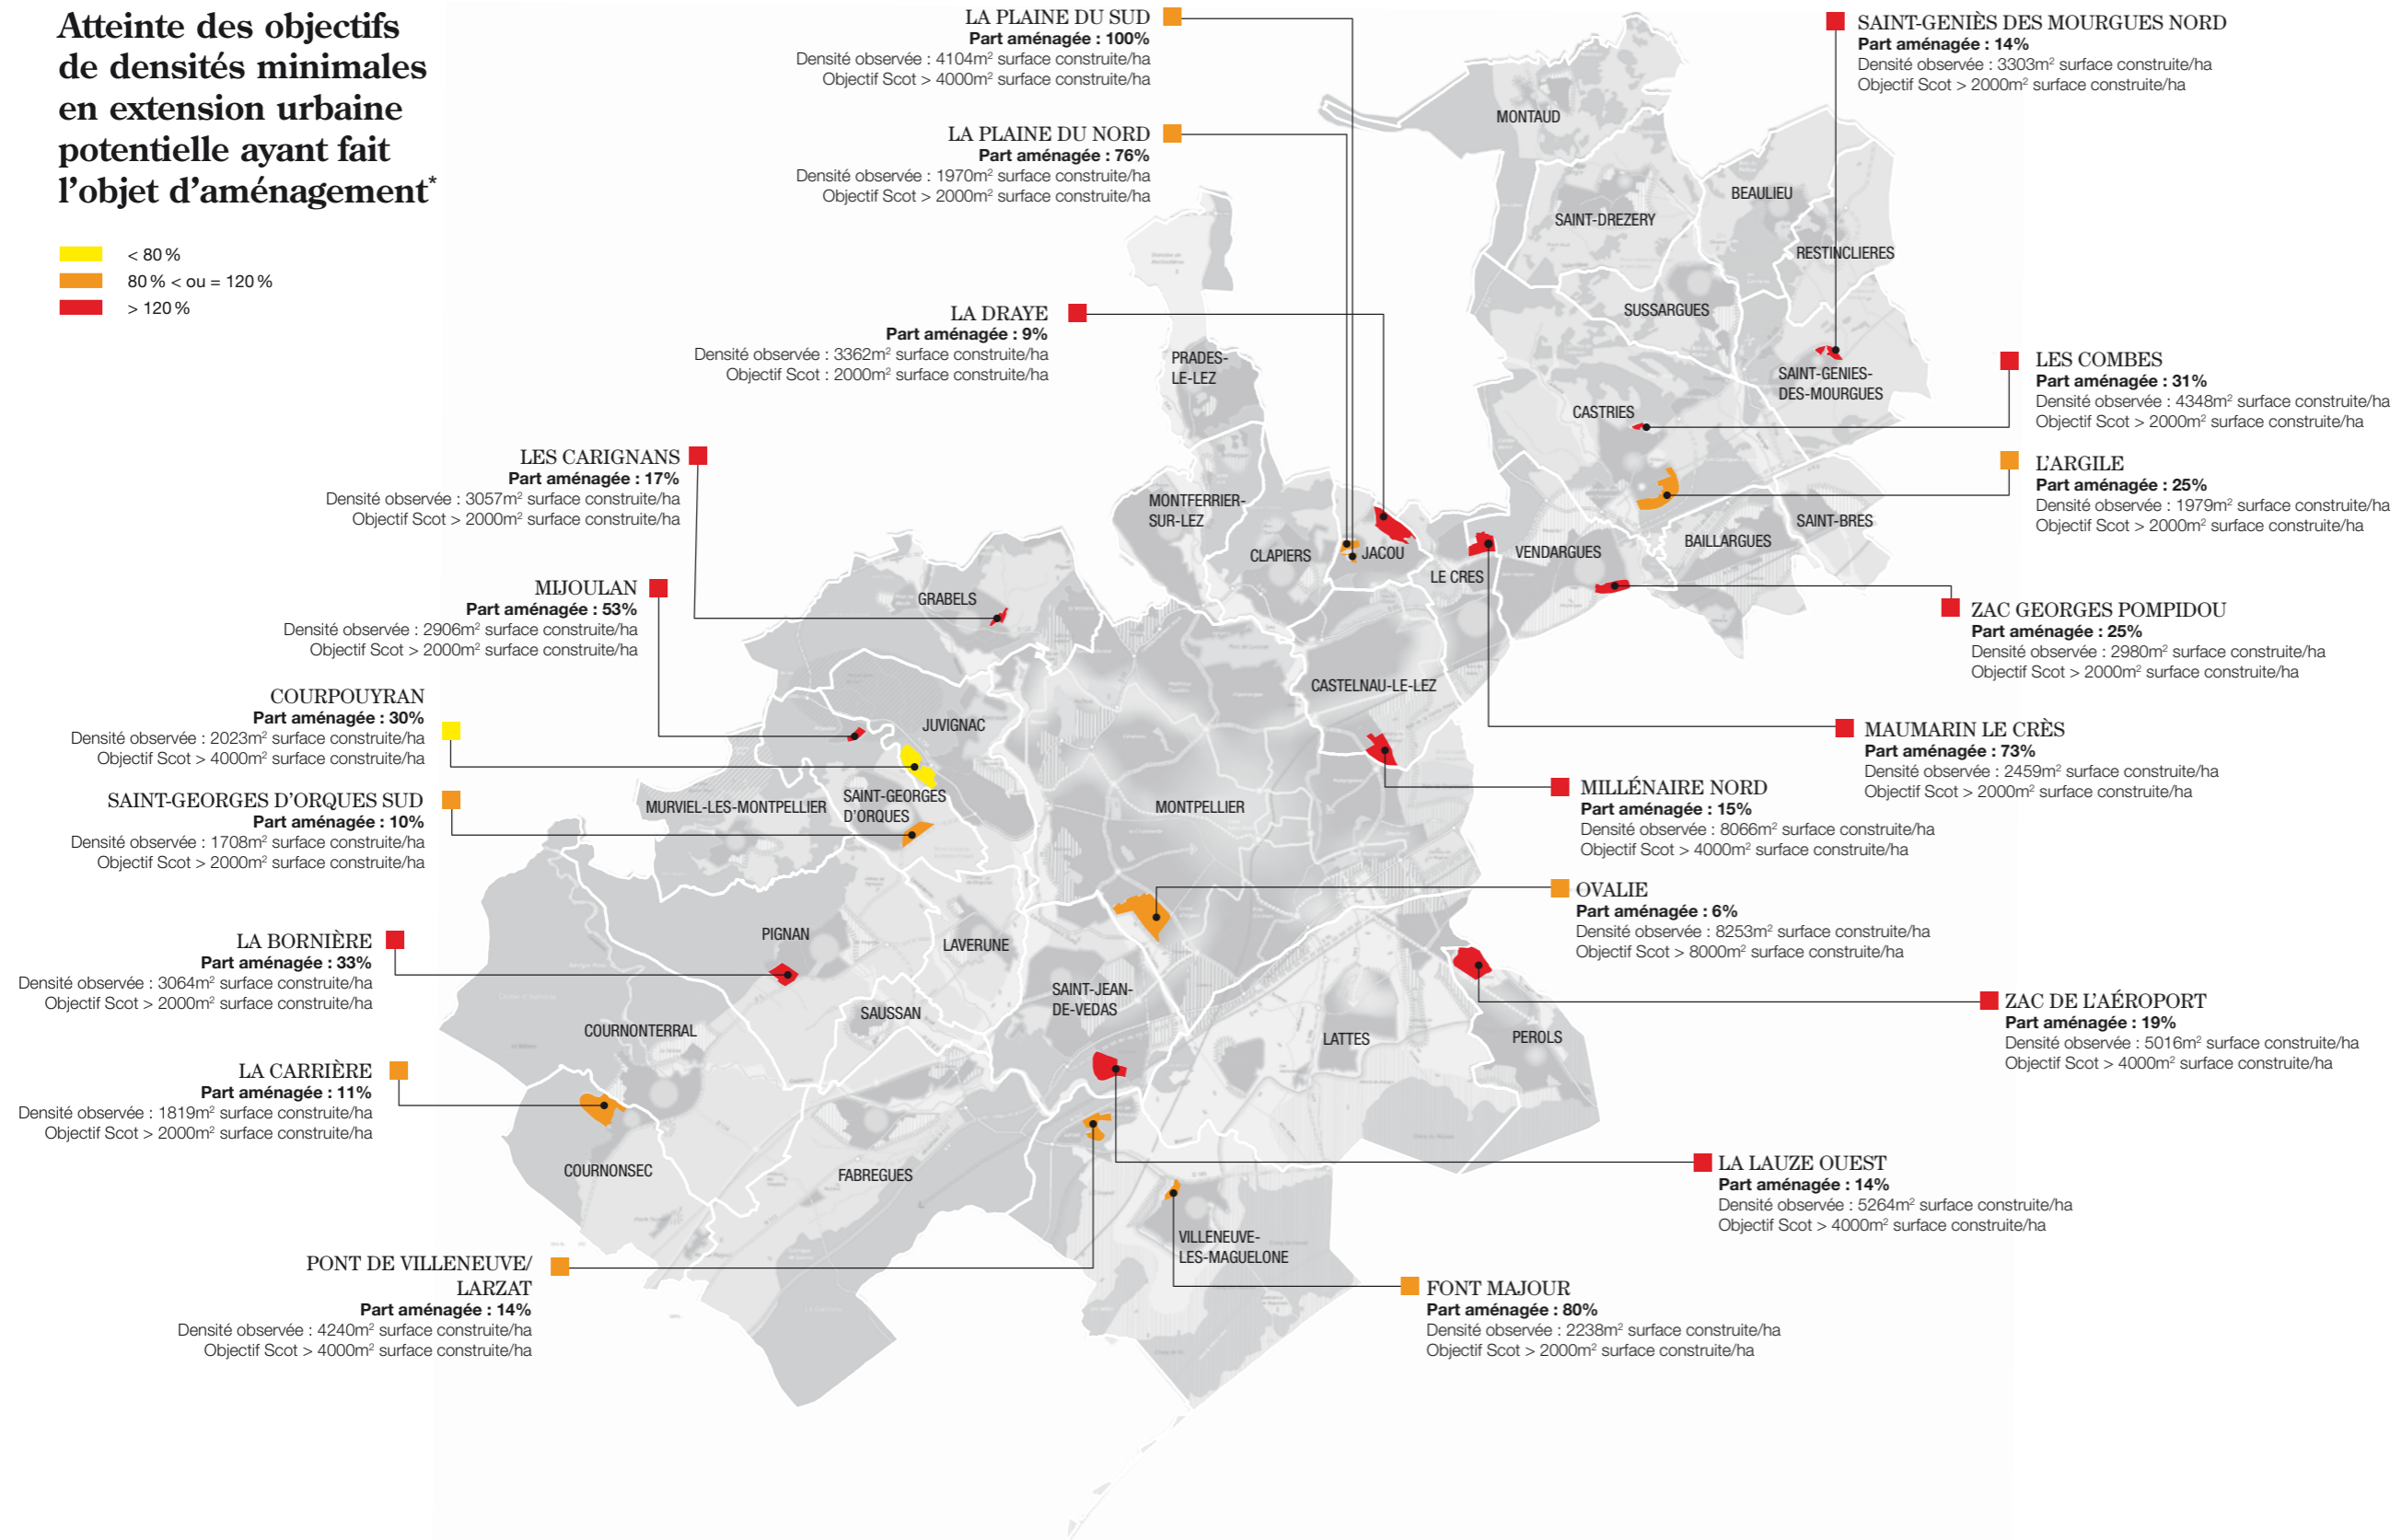 Atteinte des objectifs
de densités minimales
en extension urbaine
potentielle ayant fait
l’objet d’aménagement*
< 80 %
80 % < ou = 120 %
> 120 %
LA PLAINE DU SUD
Part aménagée : 100%
Densité observée : 4104m² surface construite/ha
Objectif Scot > 4000m² surface construite/ha
LA PLAINE DU NORD
Part aménagée : 76%
Densité observée : 1970m² surface construite/ha
Objectif Scot > 2000m² surface construite/ha
LA DRAYE
Part aménagée : 9%
Densité observée : 3362m² surface construite/ha
Objectif Scot : 2000m² surface construite/ha
LES CARIGNANS
Part aménagée : 17%
Densité observée : 3057m² surface construite/ha
Objectif Scot > 2000m² surface construite/ha
MIJOULAN
Part aménagée : 53%
Densité observée : 2906m² surface construite/ha
Objectif Scot > 2000m² surface construite/ha
COURPOUYRAN
Part aménagée : 30%
Densité observée : 2023m² surface construite/ha
Objectif Scot > 4000m² surface construite/ha
SAINT-GEORGES D’ORQUES SUD
Part aménagée : 10%
Densité observée : 1708m² surface construite/ha
Objectif Scot > 2000m² surface construite/ha
LA BORNIÈRE
Part aménagée : 33%
Densité observée : 3064m² surface construite/ha
Objectif Scot > 2000m² surface construite/ha
LA CARRIÈRE
Part aménagée : 11%
Densité observée : 1819m² surface construite/ha
Objectif Scot > 2000m² surface construite/ha
PONT DE VILLENEUVE/
LARZAT
Part aménagée : 14%
Densité observée : 4240m² surface construite/ha
Objectif Scot > 4000m² surface construite/ha
SAINT-GENIÈS DES MOURGUES NORD
Part aménagée : 14%
Densité observée : 3303m² surface construite/ha
Objectif Scot > 2000m² surface construite/ha
LES COMBES
Part aménagée : 31%
Densité observée : 4348m² surface construite/ha
Objectif Scot > 2000m² surface construite/ha
L’ARGILE
Part aménagée : 25%
Densité observée : 1979m² surface construite/ha
Objectif Scot > 2000m² surface construite/ha
ZAC GEORGES POMPIDOU
Part aménagée : 25%
Densité observée : 2980m² surface construite/ha
Objectif Scot > 2000m² surface construite/ha
MAUMARIN LE CRÈS
Part aménagée : 73%
Densité observée : 2459m² surface construite/ha
Objectif Scot > 2000m² surface construite/ha
MILLÉNAIRE NORD
Part aménagée : 15%
Densité observée : 8066m² surface construite/ha
Objectif Scot > 4000m² surface construite/ha
OVALIE
Part aménagée : 6%
Densité observée : 8253m² surface construite/ha
Objectif Scot > 8000m² surface construite/ha
ZAC DE L’AÉROPORT
Part aménagée : 19%
Densité observée : 5016m² surface construite/ha
Objectif Scot > 4000m² surface construite/ha
LA LAUZE OUEST
Part aménagée : 14%
Densité observée : 5264m² surface construite/ha
Objectif Scot > 4000m² surface construite/ha
FONT MAJOUR
Part aménagée : 80%
Densité observée : 2238m² surface construite/ha
Objectif Scot > 2000m² surface construite/ha
MONTAUD
BEAULIEU
SAINT-DREZERY
RESTINCLIERES
SUSSARGUES
PRADES-
LE-LEZ
SAINT-GENIES-
DES-MOURGUES
CASTRIES
MONTFERRIER-
SUR-LEZ
SAINT-BRES
BAILLARGUES
CLAPIERS
JACOU
VENDARGUES
LE CRES
GRABELS
CASTELNAU-LE-LEZ
JUVIGNAC
MURVIEL-LES-MONTPELLIER
SAINT-GEORGES
D’ORQUES
MONTPELLIER
PIGNAN
LAVERUNE
SAINT-JEAN-
DE-VEDAS
SAUSSAN
COURNONTERRAL
LATTES
PEROLS
COURNONSEC
FABREGUES
VILLENEUVE-
LES-MAGUELONE